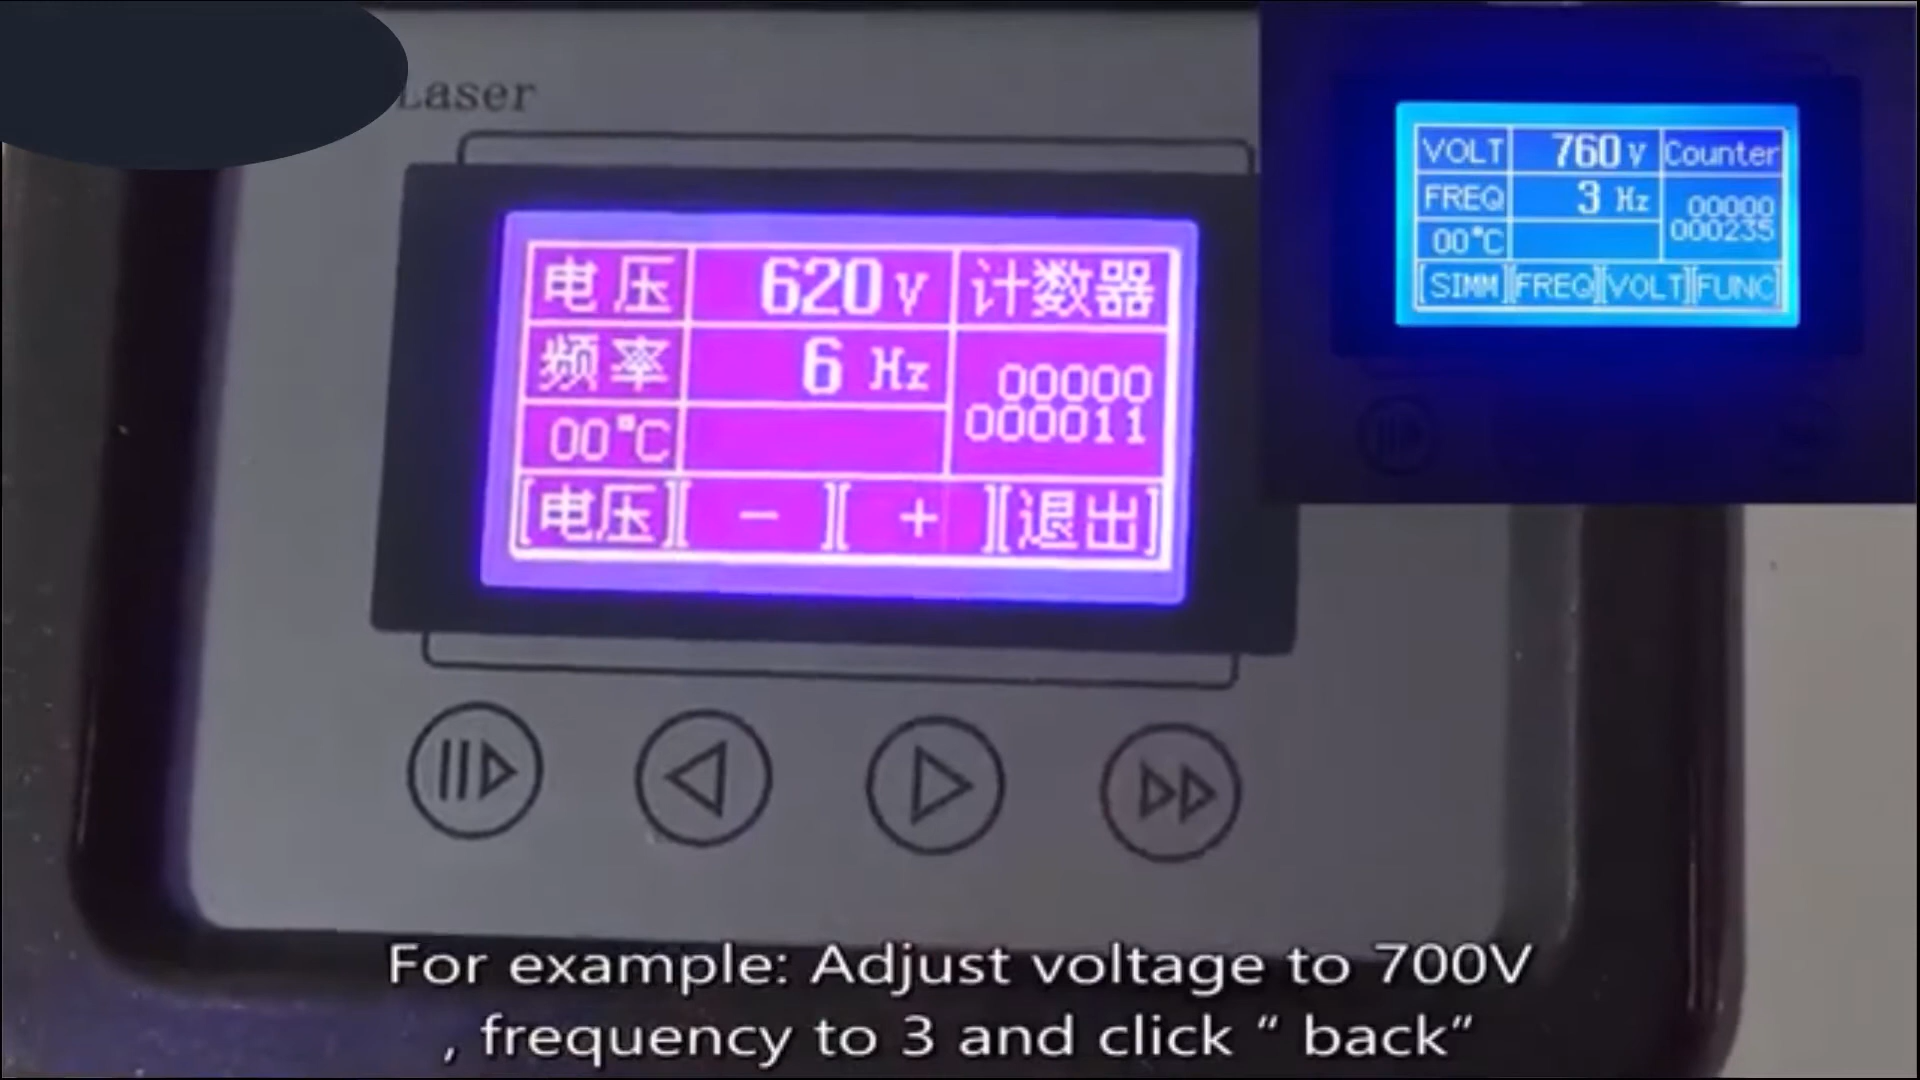 Laser
电压 620 V 计数器
频率 6 Hz 00000
000011
00°C
[电压][ − ][ + ][退出]
VOLT 760 V Counter
FREQ 3 Hz 00000
000235
00°C
[SIMM][FREQ][VOLT][FUNC]
For example: Adjust voltage to 700V
, frequency to 3 and click “ back”